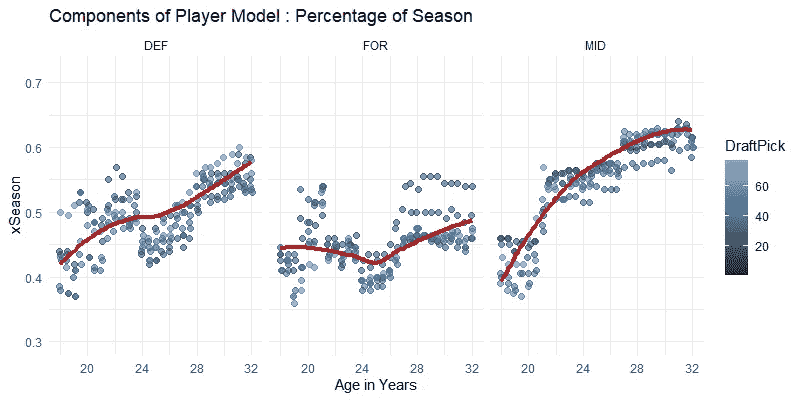 Components of Player Model : Percentage of Season
DEF FOR MID
0.7
0.6
0.5
0.4
0.3
xSeason
20 24 28 32 20 24 28 32 20 24 28 32
Age in Years
DraftPick
60
40
20